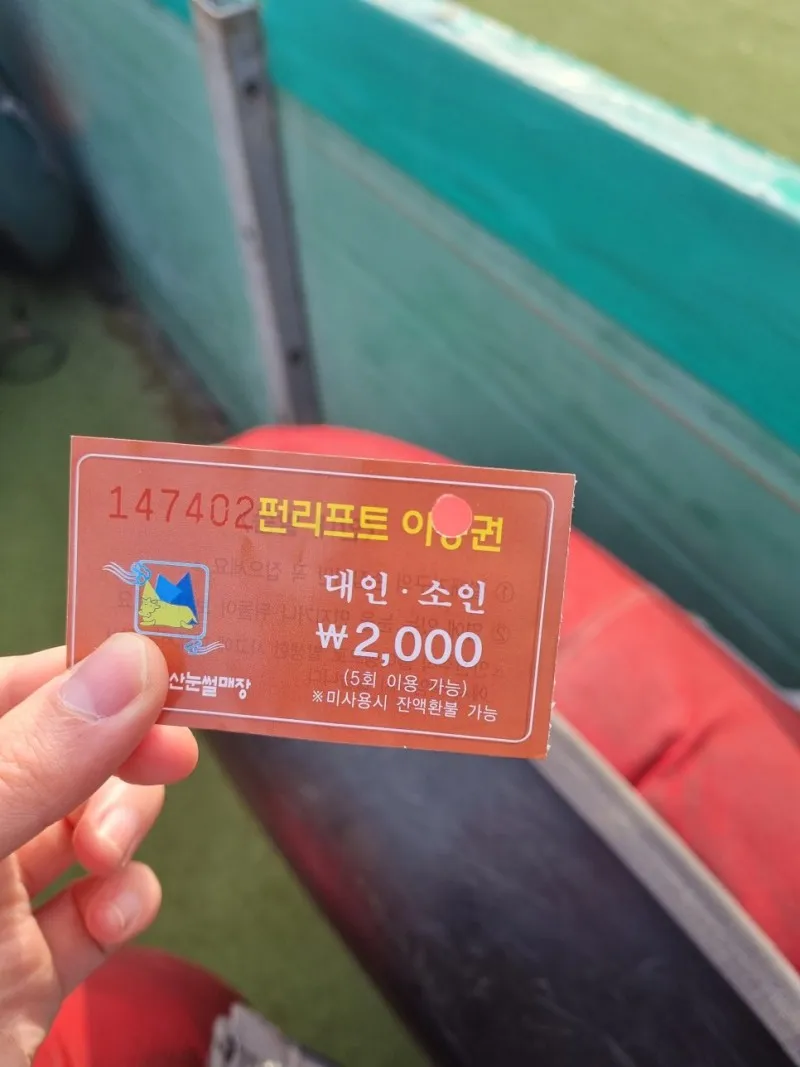 147402 펀리프트 이용권
대인·소인
₩2,000
(5회 이용 가능)
※미사용시 잔액환불 가능
산눈썰매장